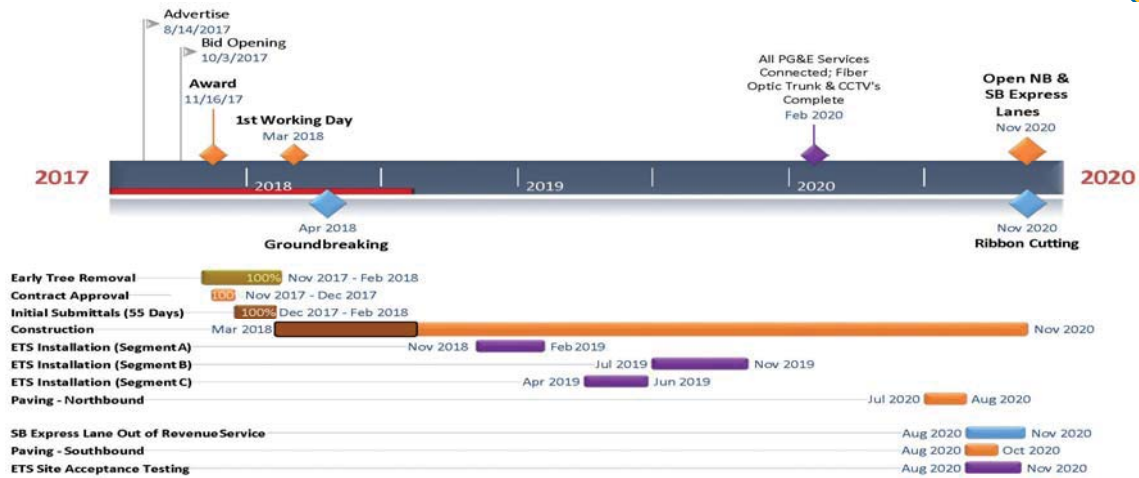 Advertise
8/14/2017
Bid Opening
10/3/2017
Award
11/16/17
1st Working Day
Mar 2018
All PG&E Services
Connected; Fiber
Optic Trunk & CCTV's
Complete
Feb 2020
Open NB &
SB Express
Lanes
Nov 2020
2017
2018
2019
2020
2020
Apr 2018
Groundbreaking
Nov 2020
Ribbon Cutting
Early Tree Removal 100% Nov 2017 - Feb 2018
Contract Approval 100 Nov 2017 - Dec 2017
Initial Submittals (55 Days) 100% Dec 2017 - Feb 2018
Construction Mar 2018 Nov 2020
ETS Installation (Segment A) Nov 2018 Feb 2019
ETS Installation (Segment B) Jul 2019 Nov 2019
ETS Installation (Segment C) Apr 2019 Jun 2019
Paving - Northbound Jul 2020 Aug 2020
SB Express Lane Out of Revenue Service Aug 2020 Nov 2020
Paving - Southbound Aug 2020 Oct 2020
ETS Site Acceptance Testing Aug 2020 Nov 2020